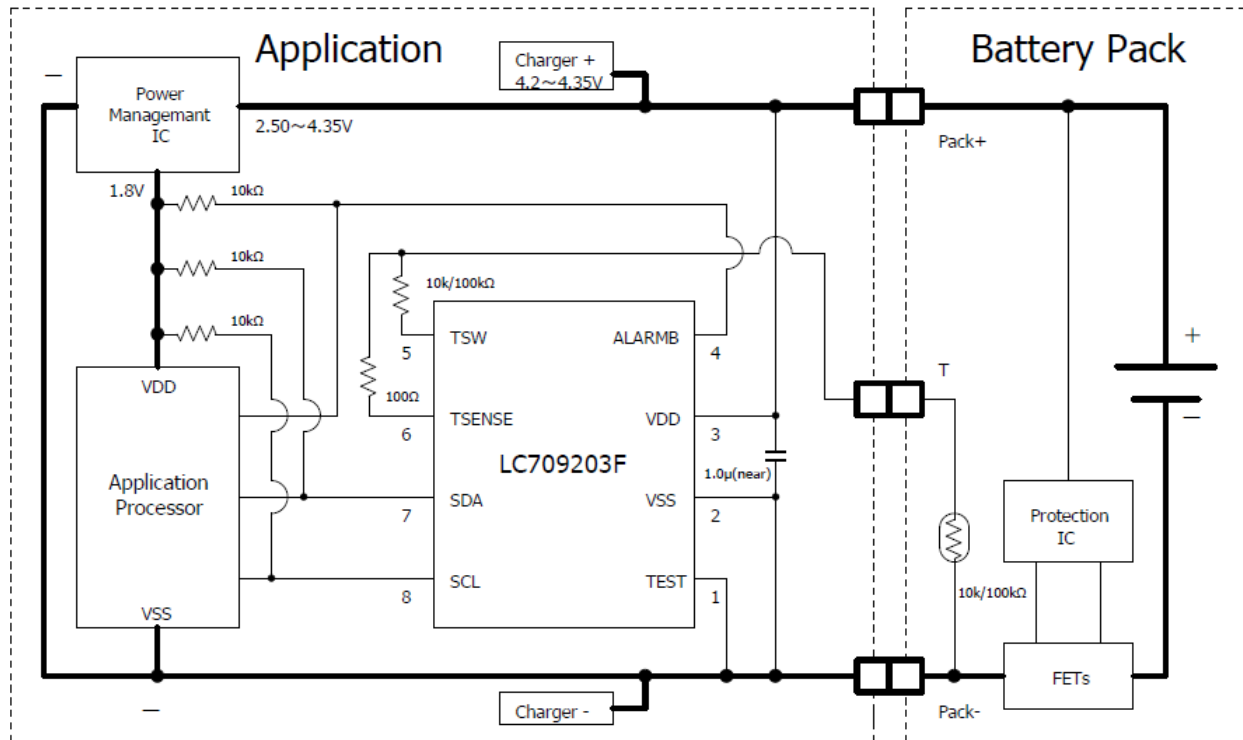 Application
Battery Pack
Charger +
4.2~4.35V
−
Power
Managemant
IC
2.50~4.35V
Pack+
1.8V
10kΩ
10kΩ
10k/100kΩ
10kΩ
TSW
ALARMB
5
4
+
VDD
T
100Ω
TSENSE
VDD
−
6
3
LC709203F
1.0μ(near)
Application
Processor
SDA
VSS
7
2
Protection
IC
SCL
TEST
8
1
10k/100kΩ
VSS
FETs
−
Charger -
Pack-